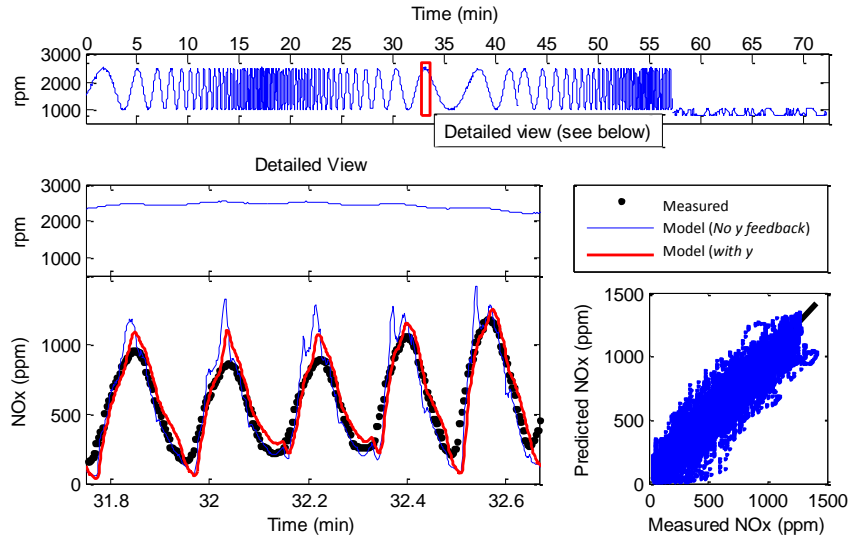 Time (min)
0 5 10 15 20 25 30 33 40 45 50 55 60 65 70
3000
2000
1000
rpm
Detailed view (see below)
Detailed View
3000
2000
1000
rpm
Measured
Model (No y feedback)
Model (with y
1000
500
0
NOx (ppm)
31.8 32 32.2 32.4 32.6
Time (min)
1500
1000
500
0
Predicted NOx (ppm)
0 500 1000 1500
Measured NOx (ppm)